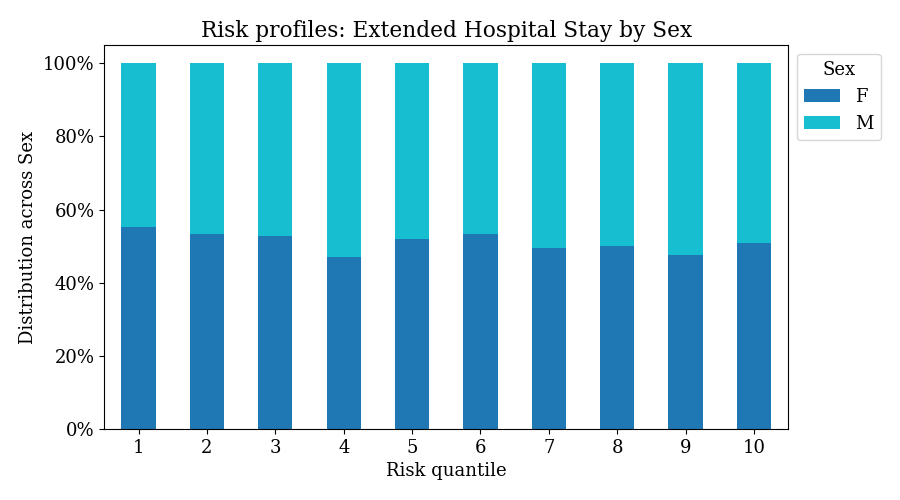 Risk profiles: Extended Hospital Stay by Sex
Distribution across Sex
100%
80%
60%
40%
20%
0%
1 2 3 4 5 6 7 8 9 10
Risk quantile
Sex
F
M